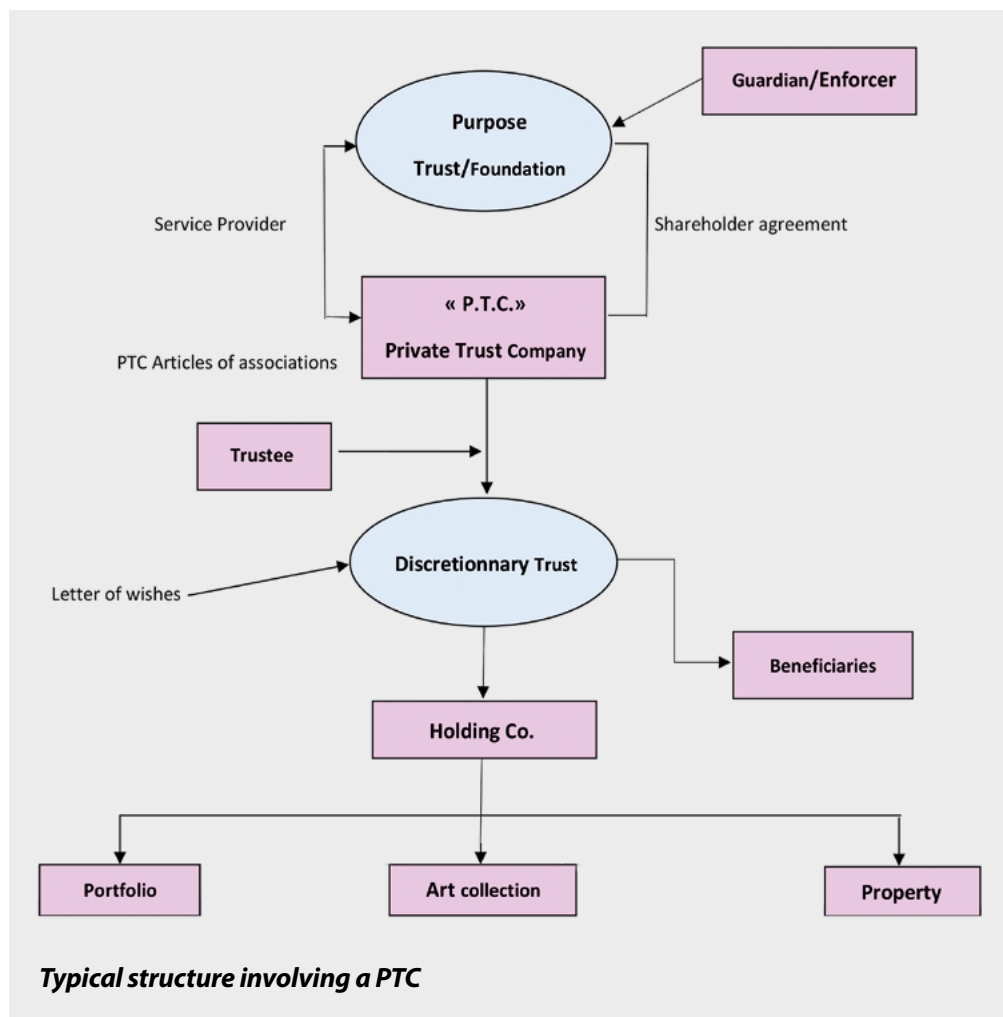 Guardian/Enforcer
Purpose
Trust/Foundation
Service Provider
Shareholder agreement
« P.T.C.»
Private Trust Company
PTC Articles of associations
Trustee
Discretionnary Trust
Letter of wishes
Beneficiaries
Holding Co.
Portfolio
Art collection
Property
Typical structure involving a PTC